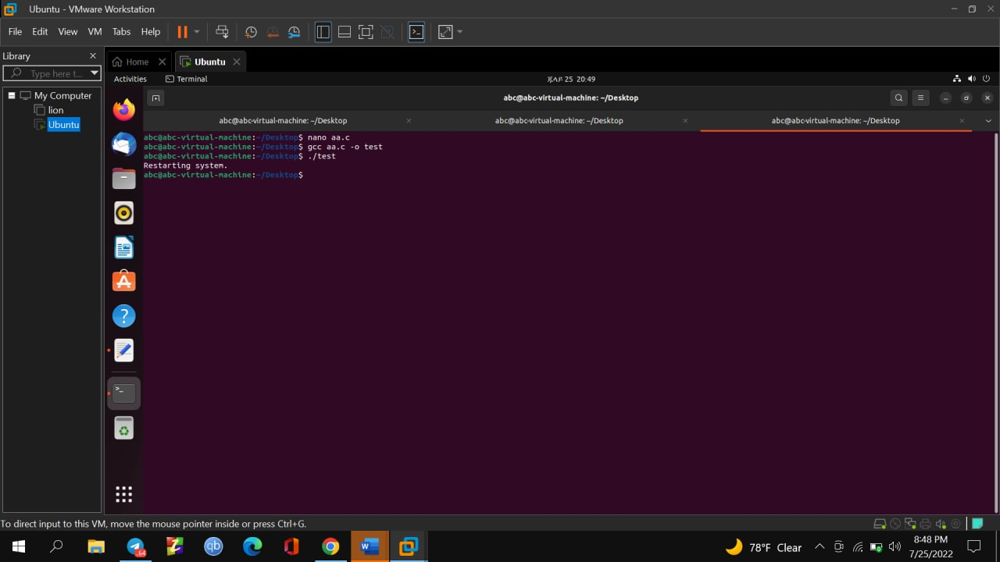 Ubuntu - VMware Workstation
File Edit View VM Tabs Help
Library
Type here t...
My Computer
lion
Ubuntu
Home
Ubuntu
Activities
Terminal
25 20:49
abc@abc-virtual-machine: ~/Desktop
abc@abc-virtual-machine: ~/Desktop
abc@abc-virtual-machine: ~/Desktop
abc@abc-virtual-machine: ~/Desktop
abc@abc-virtual-machine:~/Desktop$ nano aa.c
abc@abc-virtual-machine:~/Desktop$ gcc aa.c -o test
abc@abc-virtual-machine:~/Desktop$ ./test
Restarting system.
abc@abc-virtual-machine:~/Desktop$
To direct input to this VM, move the mouse pointer inside or press Ctrl+G.
78°F Clear
8:48 PM
7/25/2022